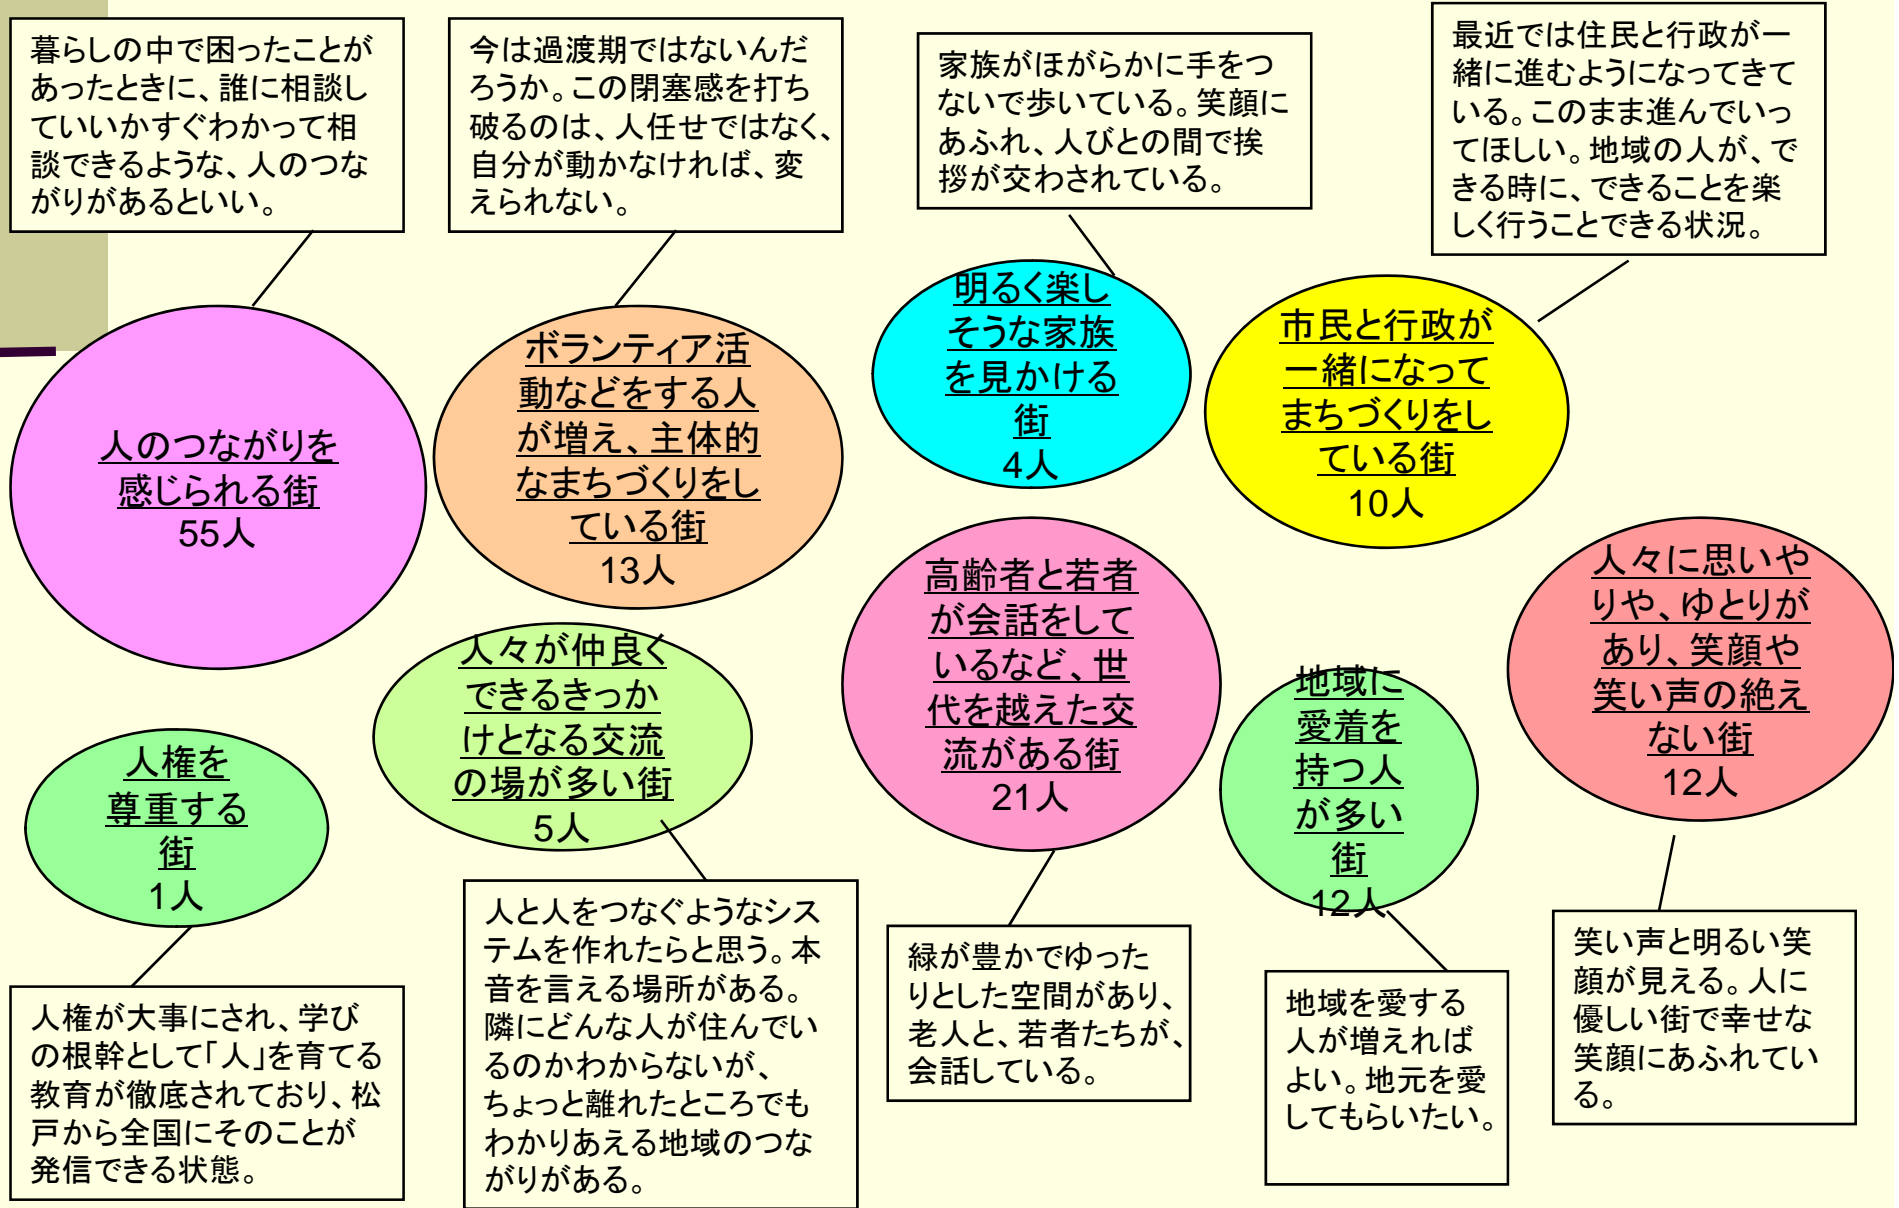 暮らしの中で困ったことが
あったときに、誰に相談し
ていいかすぐわかって相
談できるような、人のつな
がりがあるといい。
今は過渡期ではないんだ
ろうか。この閉塞感を打ち
破るのは、人任せではなく、
自分が動かなければ、変
えられない。
家族がほがらかに手をつ
ないで歩いている。笑顔に
あふれ、人びとの間で挨
拶が交わされている。
最近では住民と行政が一
緒に進むようになってきて
いる。このまま進んでいっ
てほしい。地域の人が、で
きる時に、できることを楽
しく行うことできる状況。
人のつながりを
感じられる街
55人
ボランティア活
動などをする人
が増え、主体的
なまちづくりをし
ている街
13人
明るく楽し
そうな家族
を見かける
街
4人
市民と行政が
一緒になって
まちづくりをし
ている街
10人
人権を
尊重する
街
1人
人々が仲良く
できるきっか
けとなる交流
の場が多い街
5人
高齢者と若者
が会話をして
いるなど、世
代を越えた交
流がある街
21人
地域に
愛着を
持つ人
が多い
街
12人
人々に思いや
りや、ゆとりが
あり、笑顔や
笑い声の絶え
ない街
12人
人権が大事にされ、学び
の根幹として「人」を育てる
教育が徹底されており、松
戸から全国にそのことが
発信できる状態。
人と人をつなぐようなシス
テムを作れたらと思う。本
音を言える場所がある。
隣にどんな人が住んでい
るのかわからないが、
ちょっと離れたところでも
わかりあえる地域のつな
がりがある。
緑が豊かでゆった
りとした空間があり、
老人と、若者たちが、
会話している。
地域を愛する
人が増えれば
よい。地元を愛
してもらいたい。
笑い声と明るい笑
顔が見える。人に
優しい街で幸せな
笑顔にあふれてい
る。